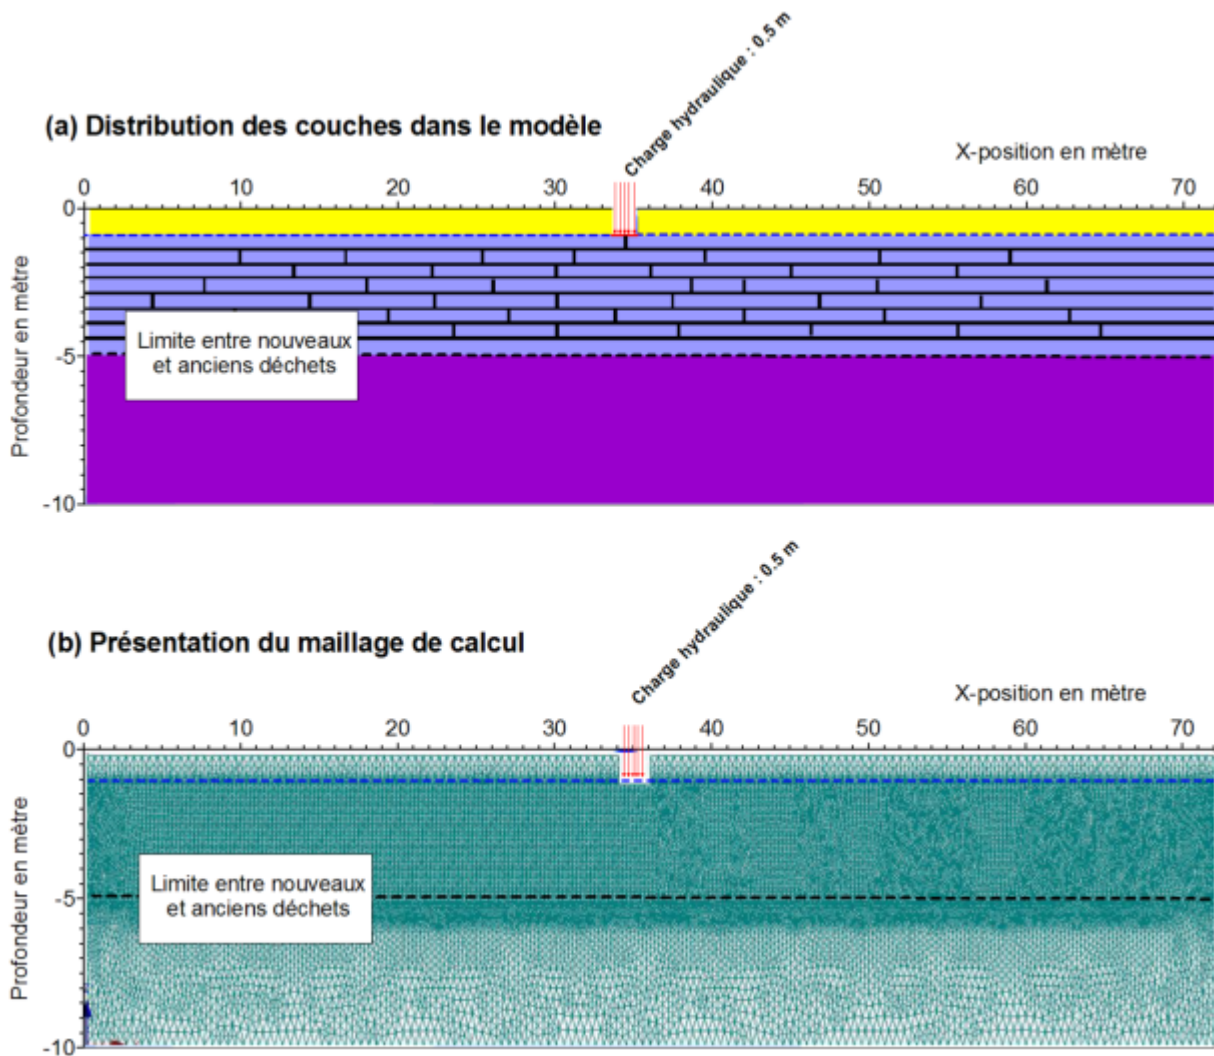 Charge hydraulique : 0,5 m
(a) Distribution des couches dans le modèle
X-position en mètre
0 10 20 30 40 50 60 70
0
Limite entre nouveaux
et anciens déchets
-5
Profondeur en mètre
-10
Charge hydraulique : 0.5 m
(b) Présentation du maillage de calcul
X-position en mètre
0 10 20 30 40 50 60 70
0
Limite entre nouveaux
et anciens déchets
-5
Profondeur en mètre
-10